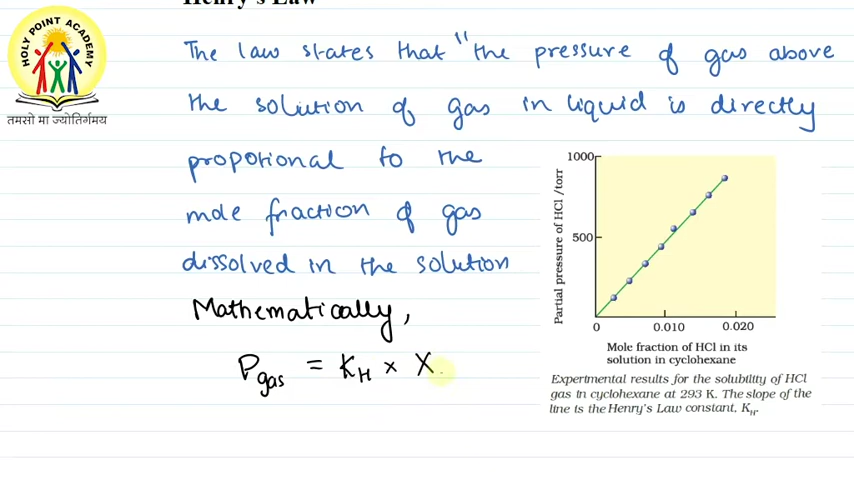 Henry's Law
HOLY POINT ACADEMY
तमसो मा ज्योतिर्गमय
The law states that "the pressure of gas above
the solution of gas in liquid is directly
propotional to the
mole fraction of gas
dissolved in the solution
Mathematically,
Pgas = KH × X
Partial pressure of HCl /torr
1000
500
0 0.010 0.020
Mole fraction of HCl in its
solution in cyclohexane
Experimental results for the solubility of HCl
gas in cyclohexane at 293 K. The slope of the
line is the Henry's Law constant, KH.